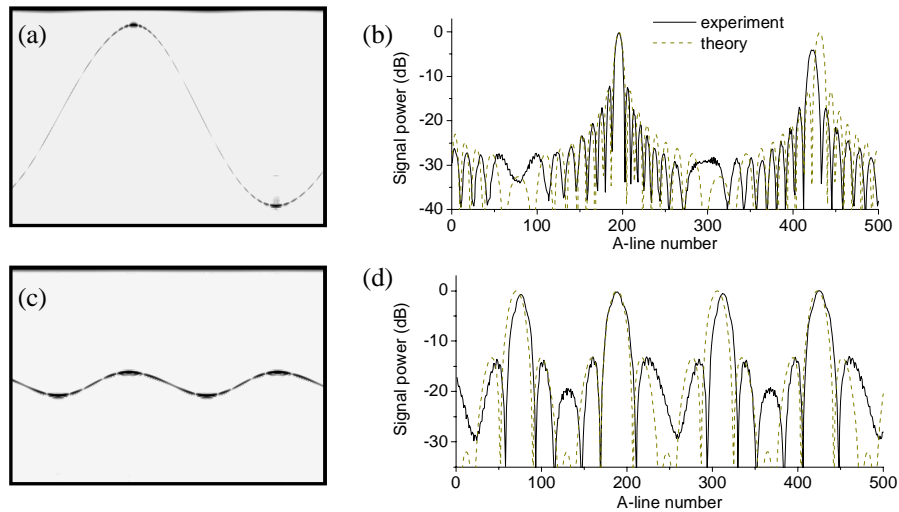 (a)
(b)
experiment
theory
Signal power (dB)
0
-10
-20
-30
-40
0 100 200 300 400 500
A-line number
(c)
(d)
Signal power (dB)
0
-10
-20
-30
0 100 200 300 400 500
A-line number